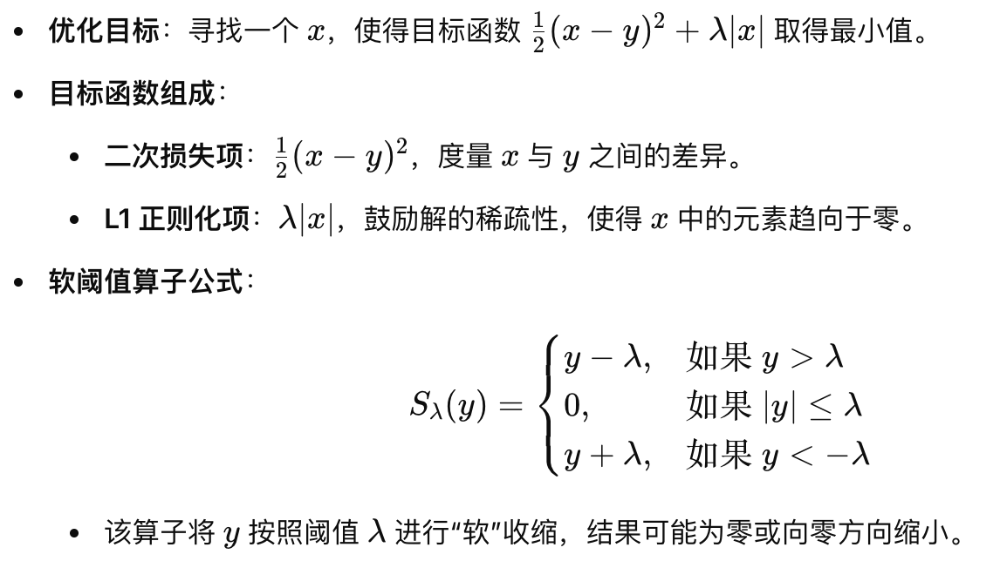 • 优化目标：寻找一个 x，使得目标函数 $\frac{1}{2}(x-y)^2+\lambda|x|$ 取得最小值。
• 目标函数组成：
• 二次损失项：$\frac{1}{2}(x-y)^2$，度量 x 与 y 之间的差异。
• L1 正则化项：$\lambda|x|$，鼓励解的稀疏性，使得 x 中的元素趋向于零。
• 软阈值算子公式：
$S_\lambda(y)=\begin{cases} y-\lambda, & \text{如果 } y>\lambda \\ 0, & \text{如果 } |y|\leq\lambda \\ y+\lambda, & \text{如果 } y<-\lambda \end{cases}$
• 该算子将 y 按照阈值 λ 进行“软”收缩，结果可能为零或向零方向缩小。